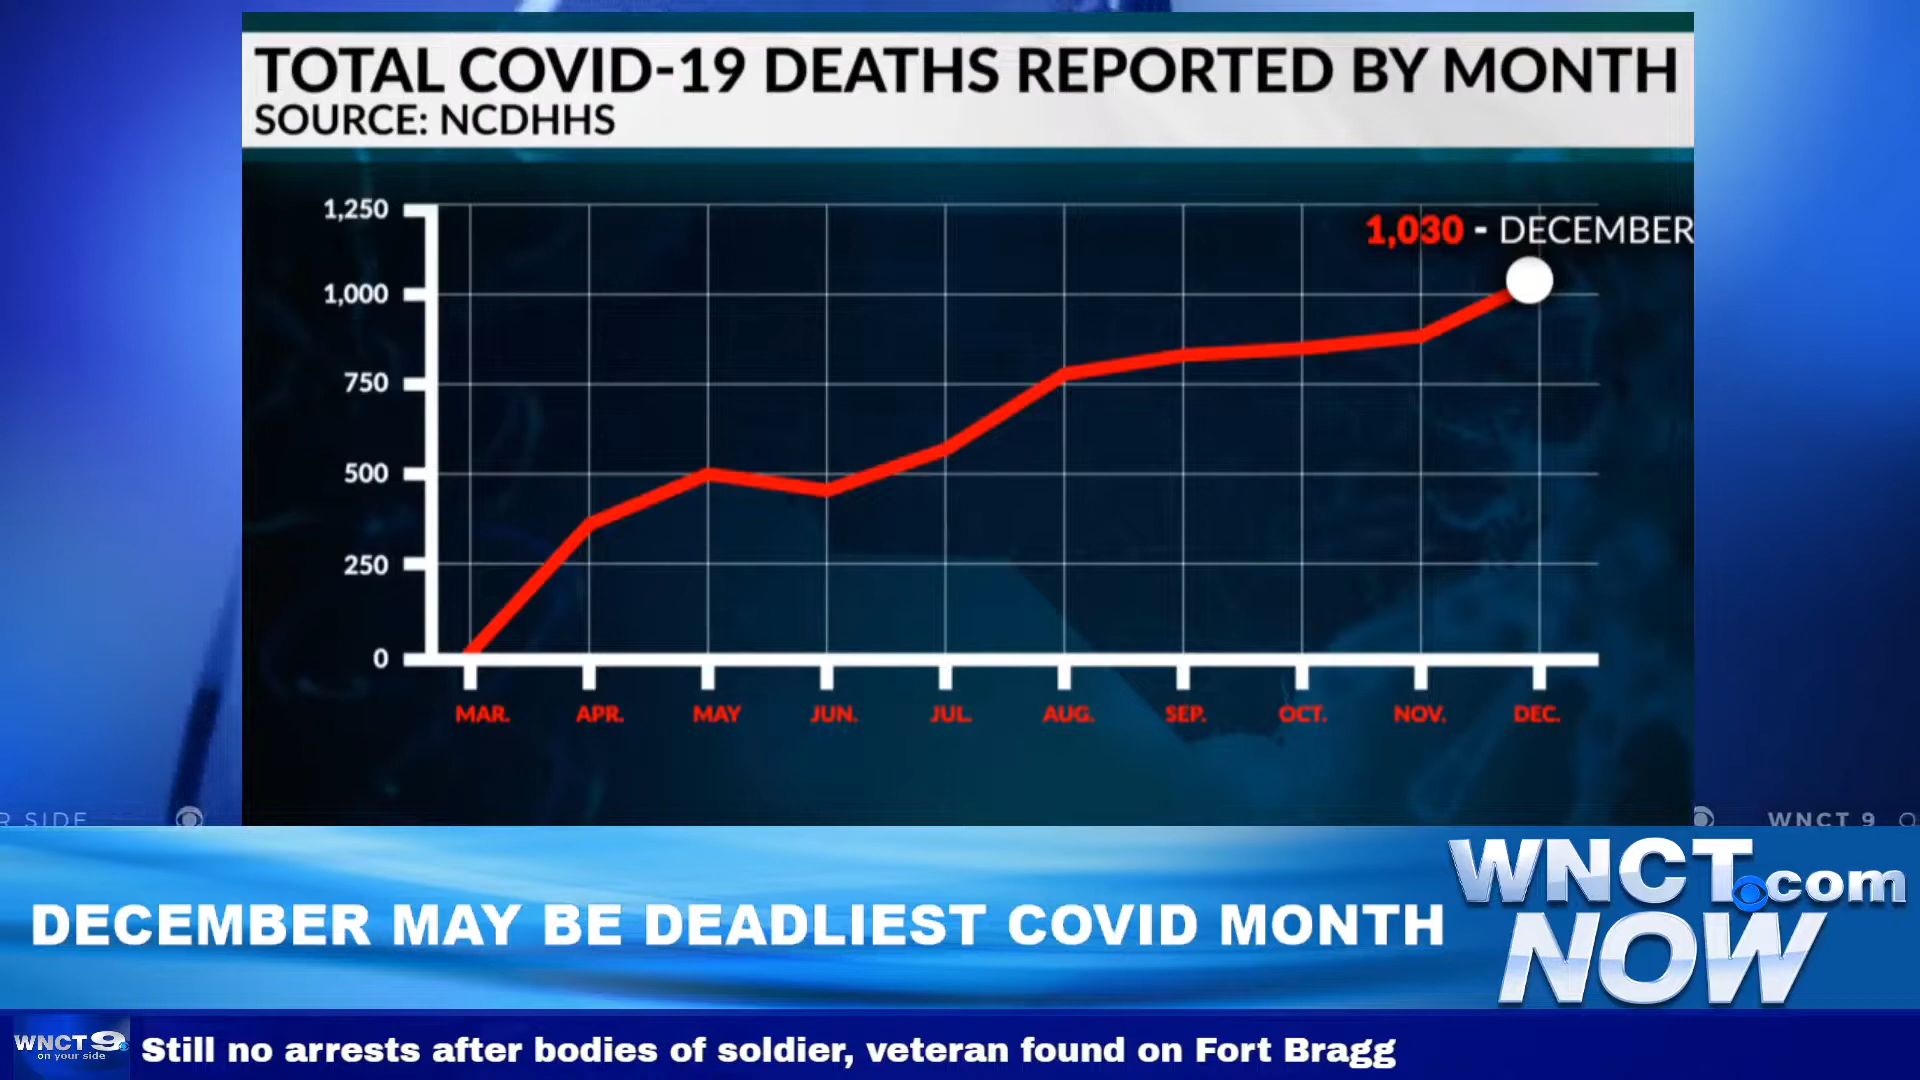 TOTAL COVID-19 DEATHS REPORTED BY MONTH
SOURCE: NCDHHS
1,250
1,030 - DECEMBER
1,000
750
500
250
0
MAR. APR. MAY JUN. JUL. AUG. SEP. OCT. NOV. DEC.
R SIDE
WNCT 9
DECEMBER MAY BE DEADLIEST COVID MONTH
WNCT.com
NOW
WNCT 9
on your side
Still no arrests after bodies of soldier, veteran found on Fort Bragg